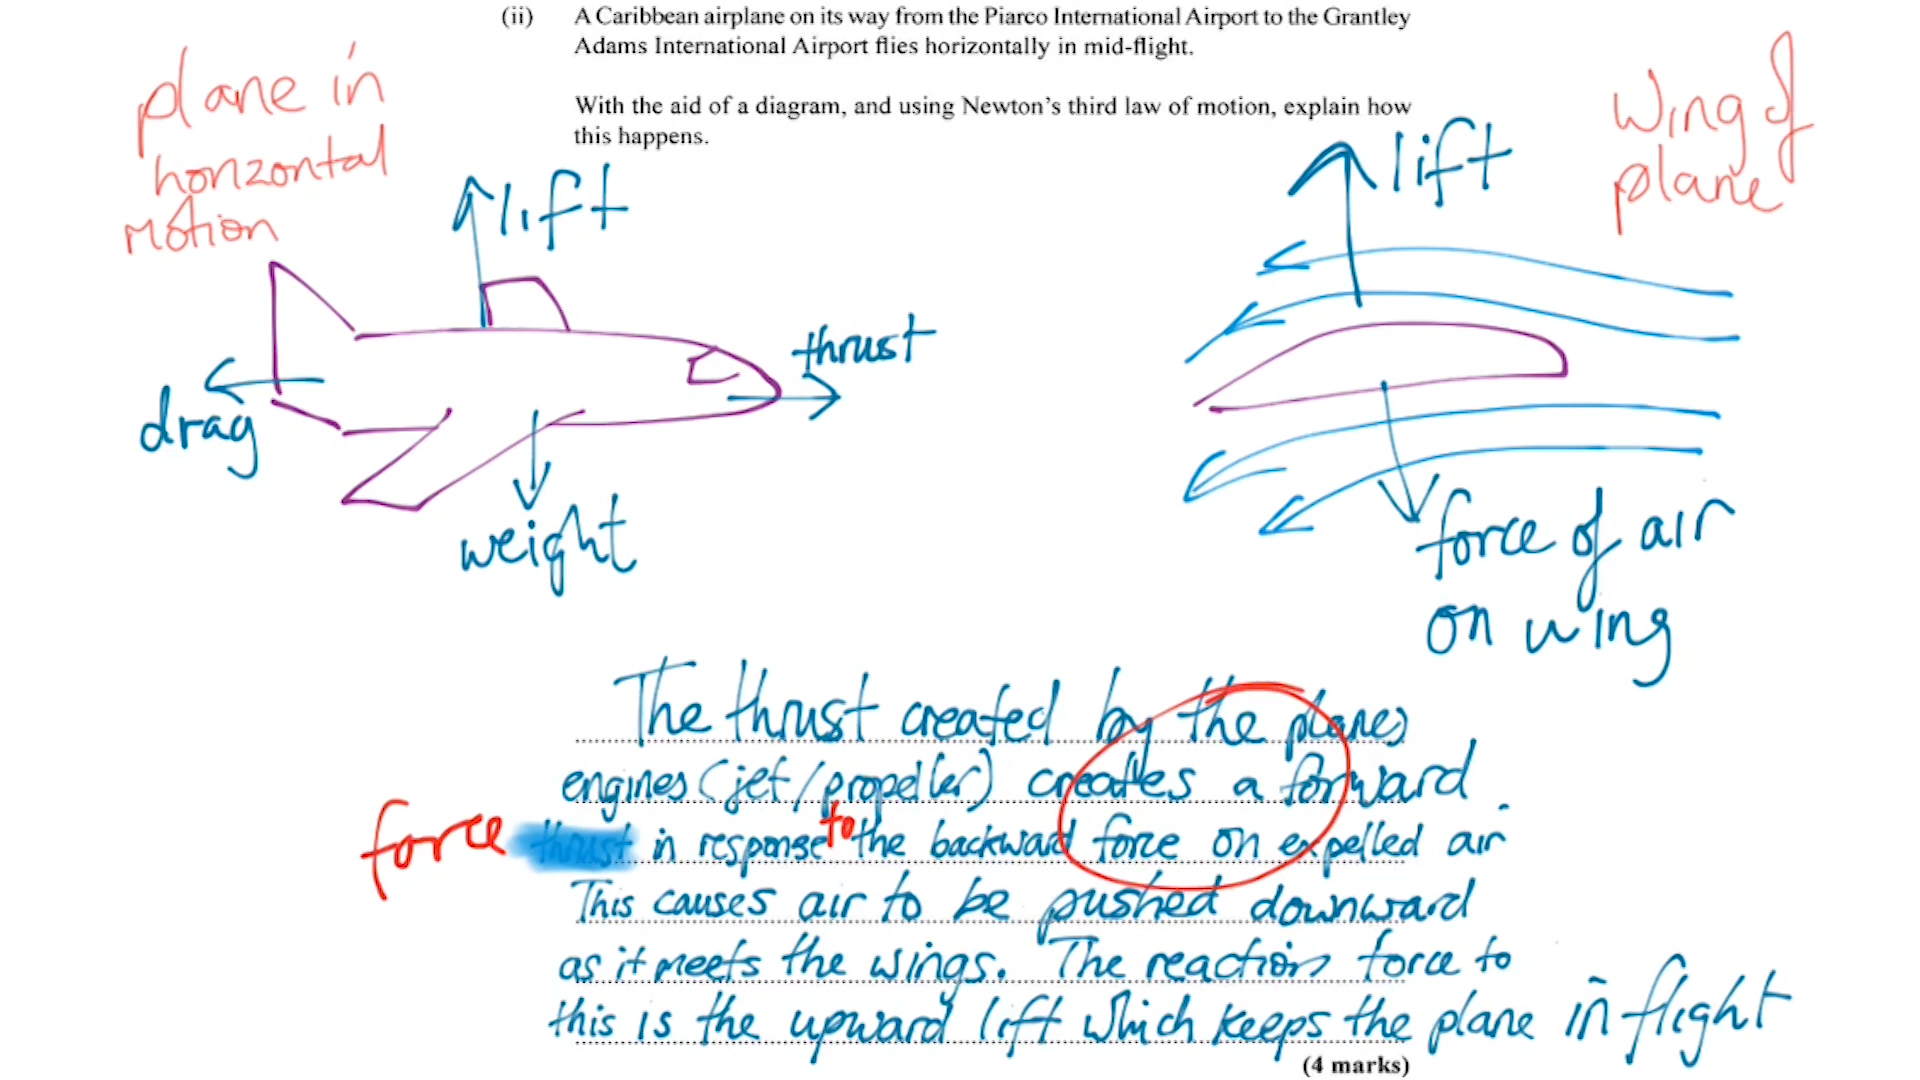 (ii) A Caribbean airplane on its way from the Piarco International Airport to the Grantley
Adams International Airport flies horizontally in mid-flight.
With the aid of a diagram, and using Newton's third law of motion, explain how
this happens.
plane in
horizontal
motion
lift
thrust
drag
weight
Wing of
plane
lift
force of air
on wing
The thrust created by the planes
engines (jet/propeller) creates a forward
force thrust in response to the backward force on expelled air.
This causes air to be pushed downward
as it meets the wings. The reaction force to
this is the upward lift which keeps the plane in flight
(4 marks)